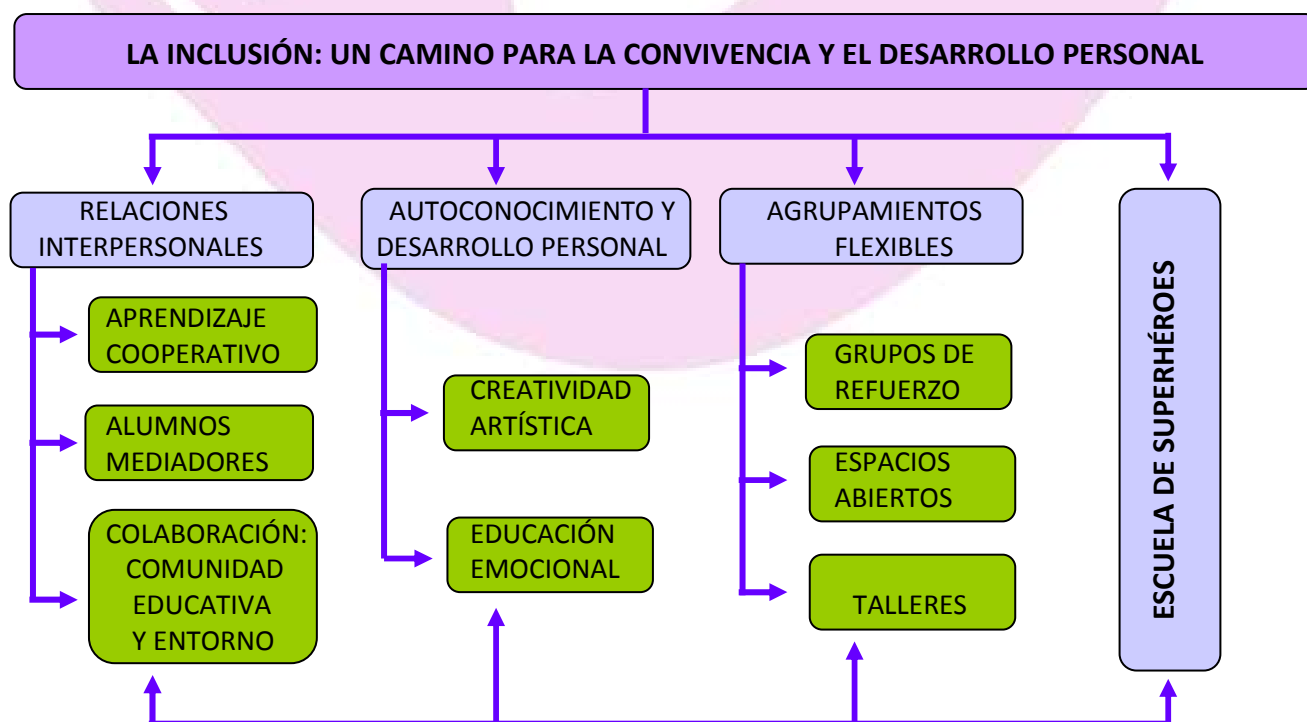 LA INCLUSIÓN: UN CAMINO PARA LA CONVIVENCIA Y EL DESARROLLO PERSONAL
RELACIONES
INTERPERSONALES
APRENDIZAJE
COOPERATIVO
ALUMNOS
MEDIADORES
COLABORACIÓN:
COMUNIDAD
EDUCATIVA
Y ENTORNO
AUTOCONOCIMIENTO Y
DESARROLLO PERSONAL
CREATIVIDAD
ARTÍSTICA
EDUCACIÓN
EMOCIONAL
AGRUPAMIENTOS
FLEXIBLES
GRUPOS DE
REFUERZO
ESPACIOS
ABIERTOS
TALLERES
ESCUELA DE SUPERHÉROES